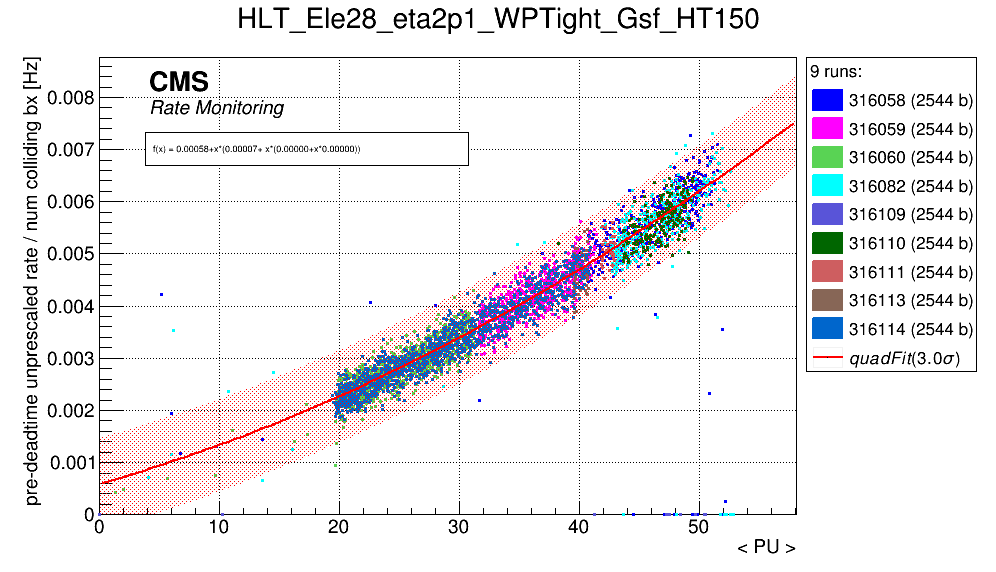 HLT_Ele28_eta2p1_WPTight_Gsf_HT150
pre-deadtime unprescaled rate / num colliding bx [Hz]
CMS
Rate Monitoring
f(x) = 0.00058+x*(0.00007+ x*(0.00000+x*0.00000))
0.008
0.007
0.006
0.005
0.004
0.003
0.002
0.001
0
0 10 20 30 40 50
< PU >
9 runs:
316058 (2544 b)
316059 (2544 b)
316060 (2544 b)
316082 (2544 b)
316109 (2544 b)
316110 (2544 b)
316111 (2544 b)
316113 (2544 b)
316114 (2544 b)
quadFit(3.0σ)